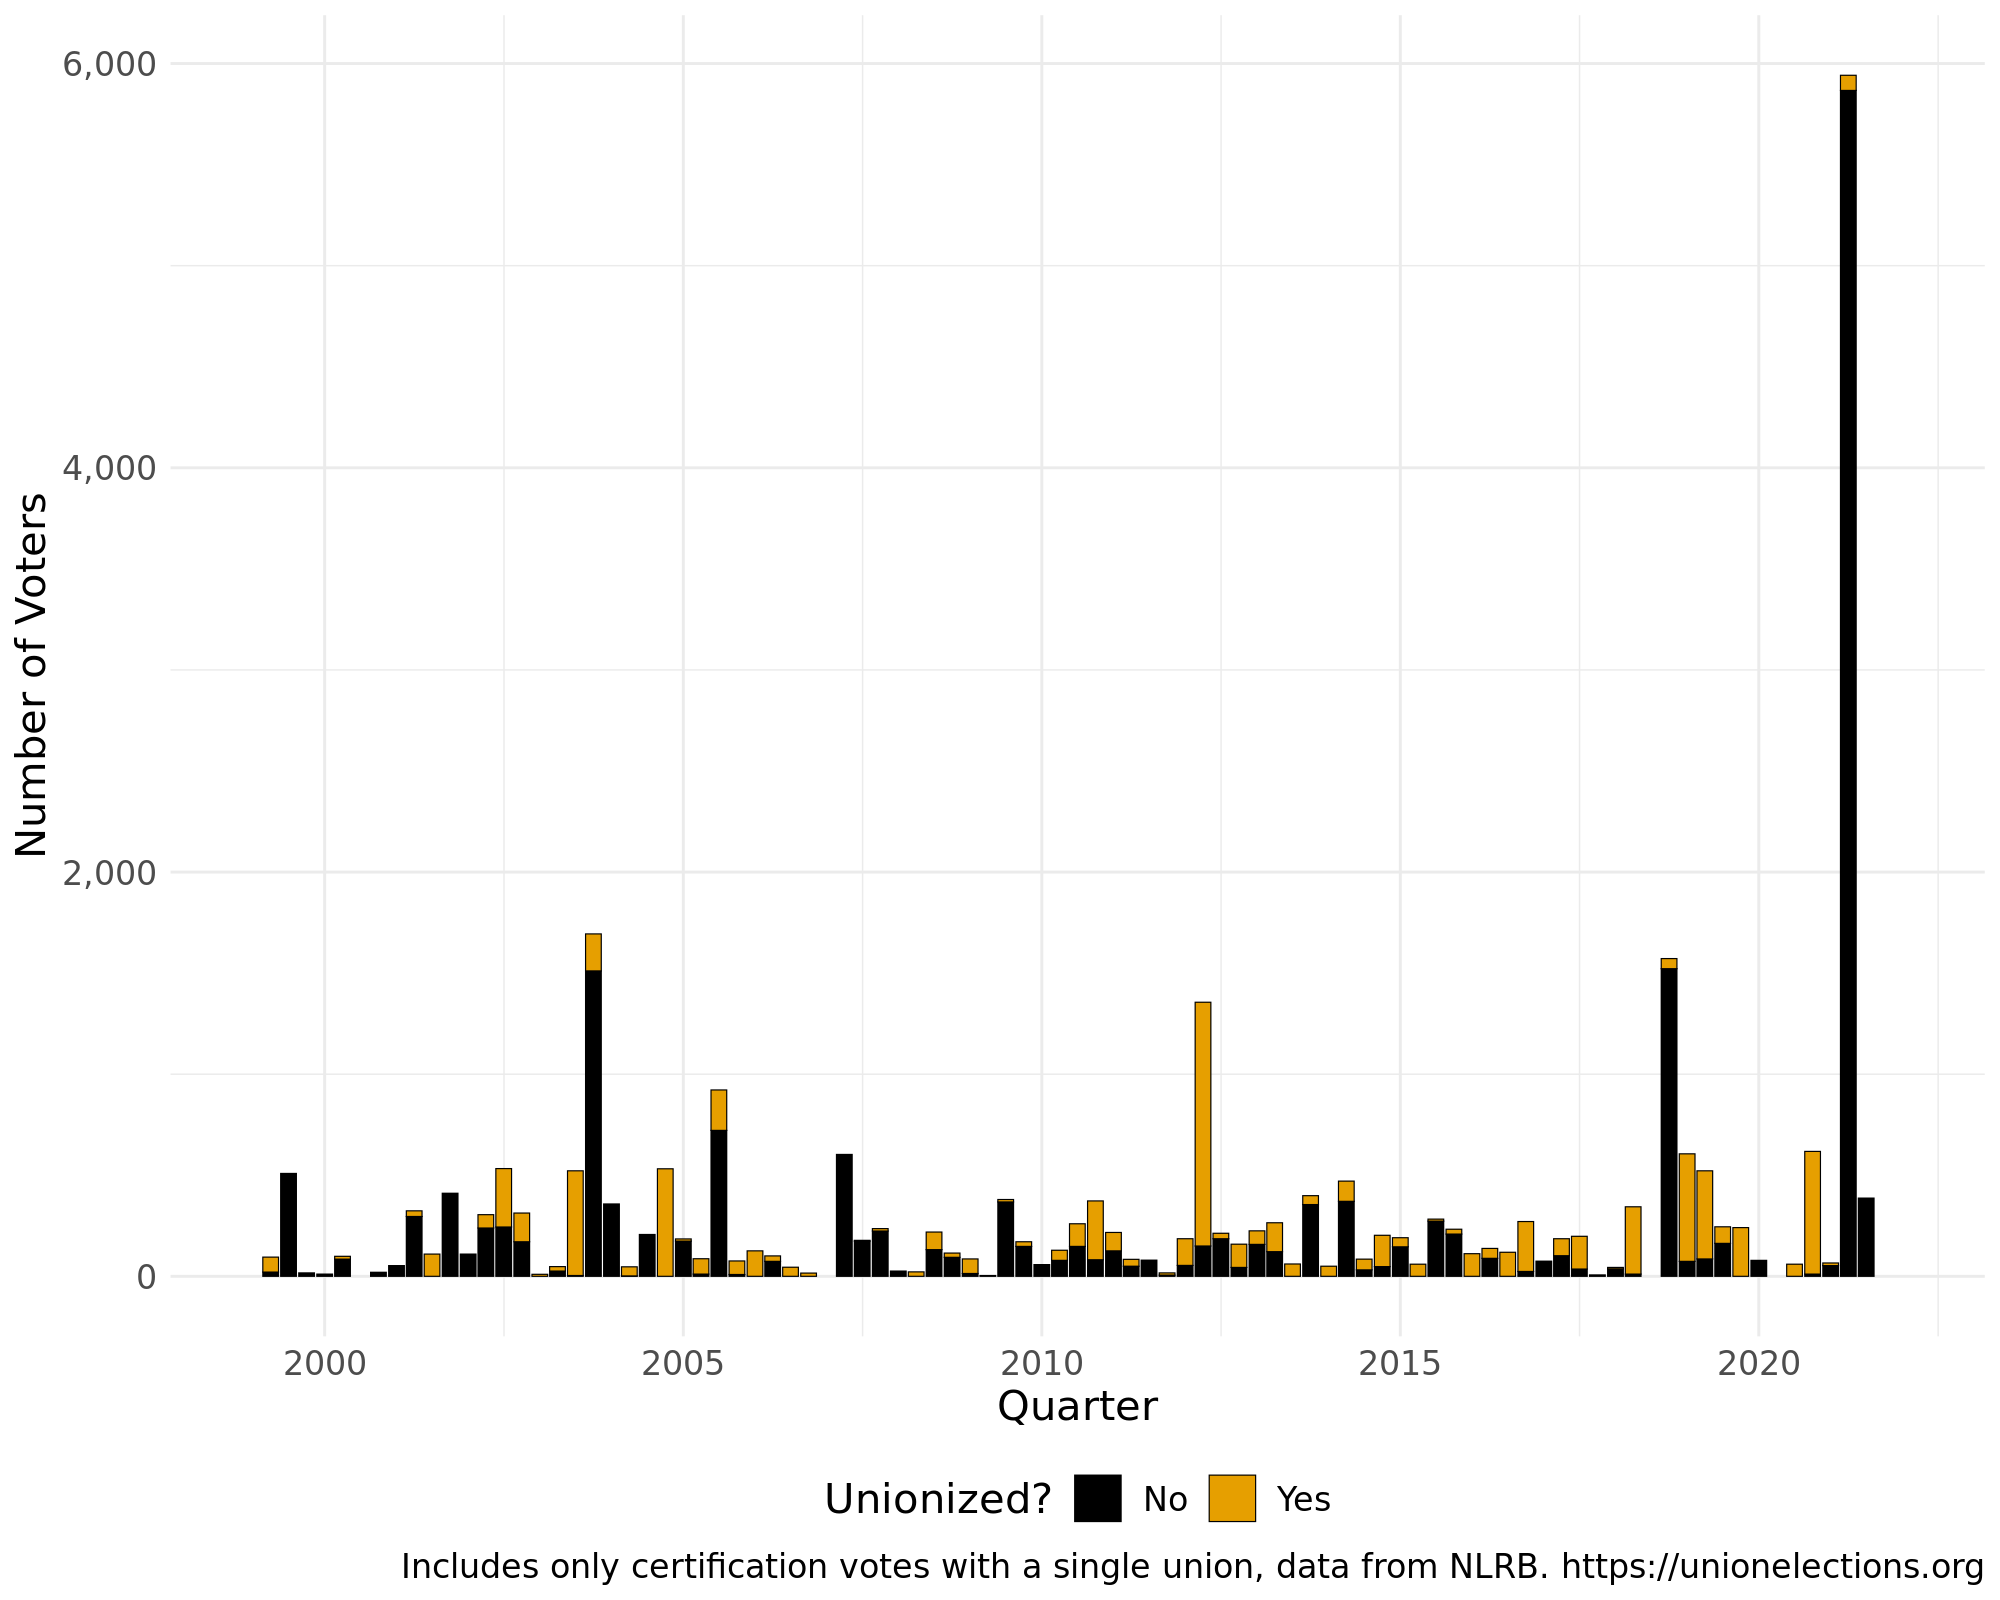 6,000
4,000
2,000
0
Number of Voters
2000 2005 2010 2015 2020
Quarter
Unionized? No Yes
Includes only certification votes with a single union, data from NLRB. https://unionelections.org